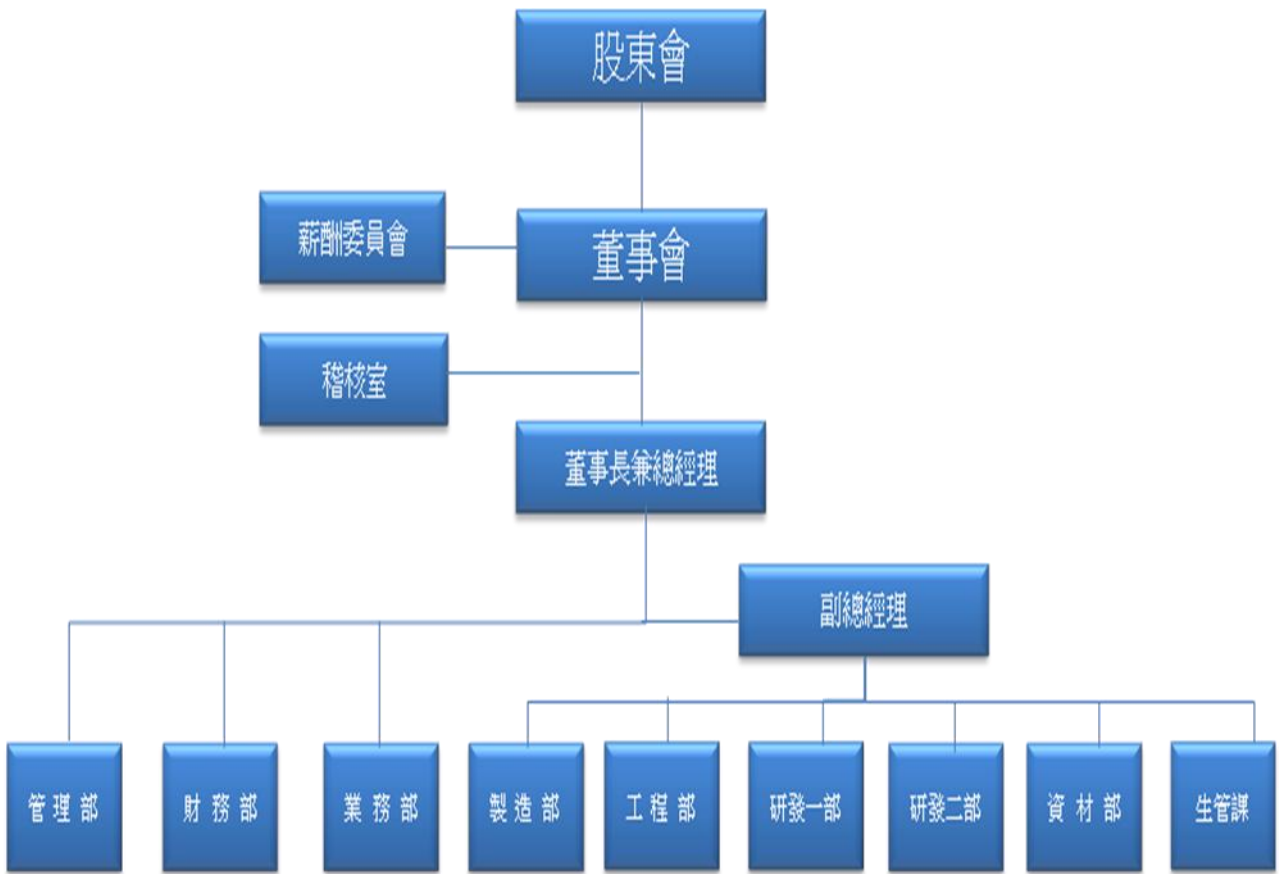 股東會
薪酬委員會
董事會
稽核室
董事長兼總經理
副總經理
管理部
財務部
業務部
製造部
工程部
研發一部
研發二部
資材部
生管課